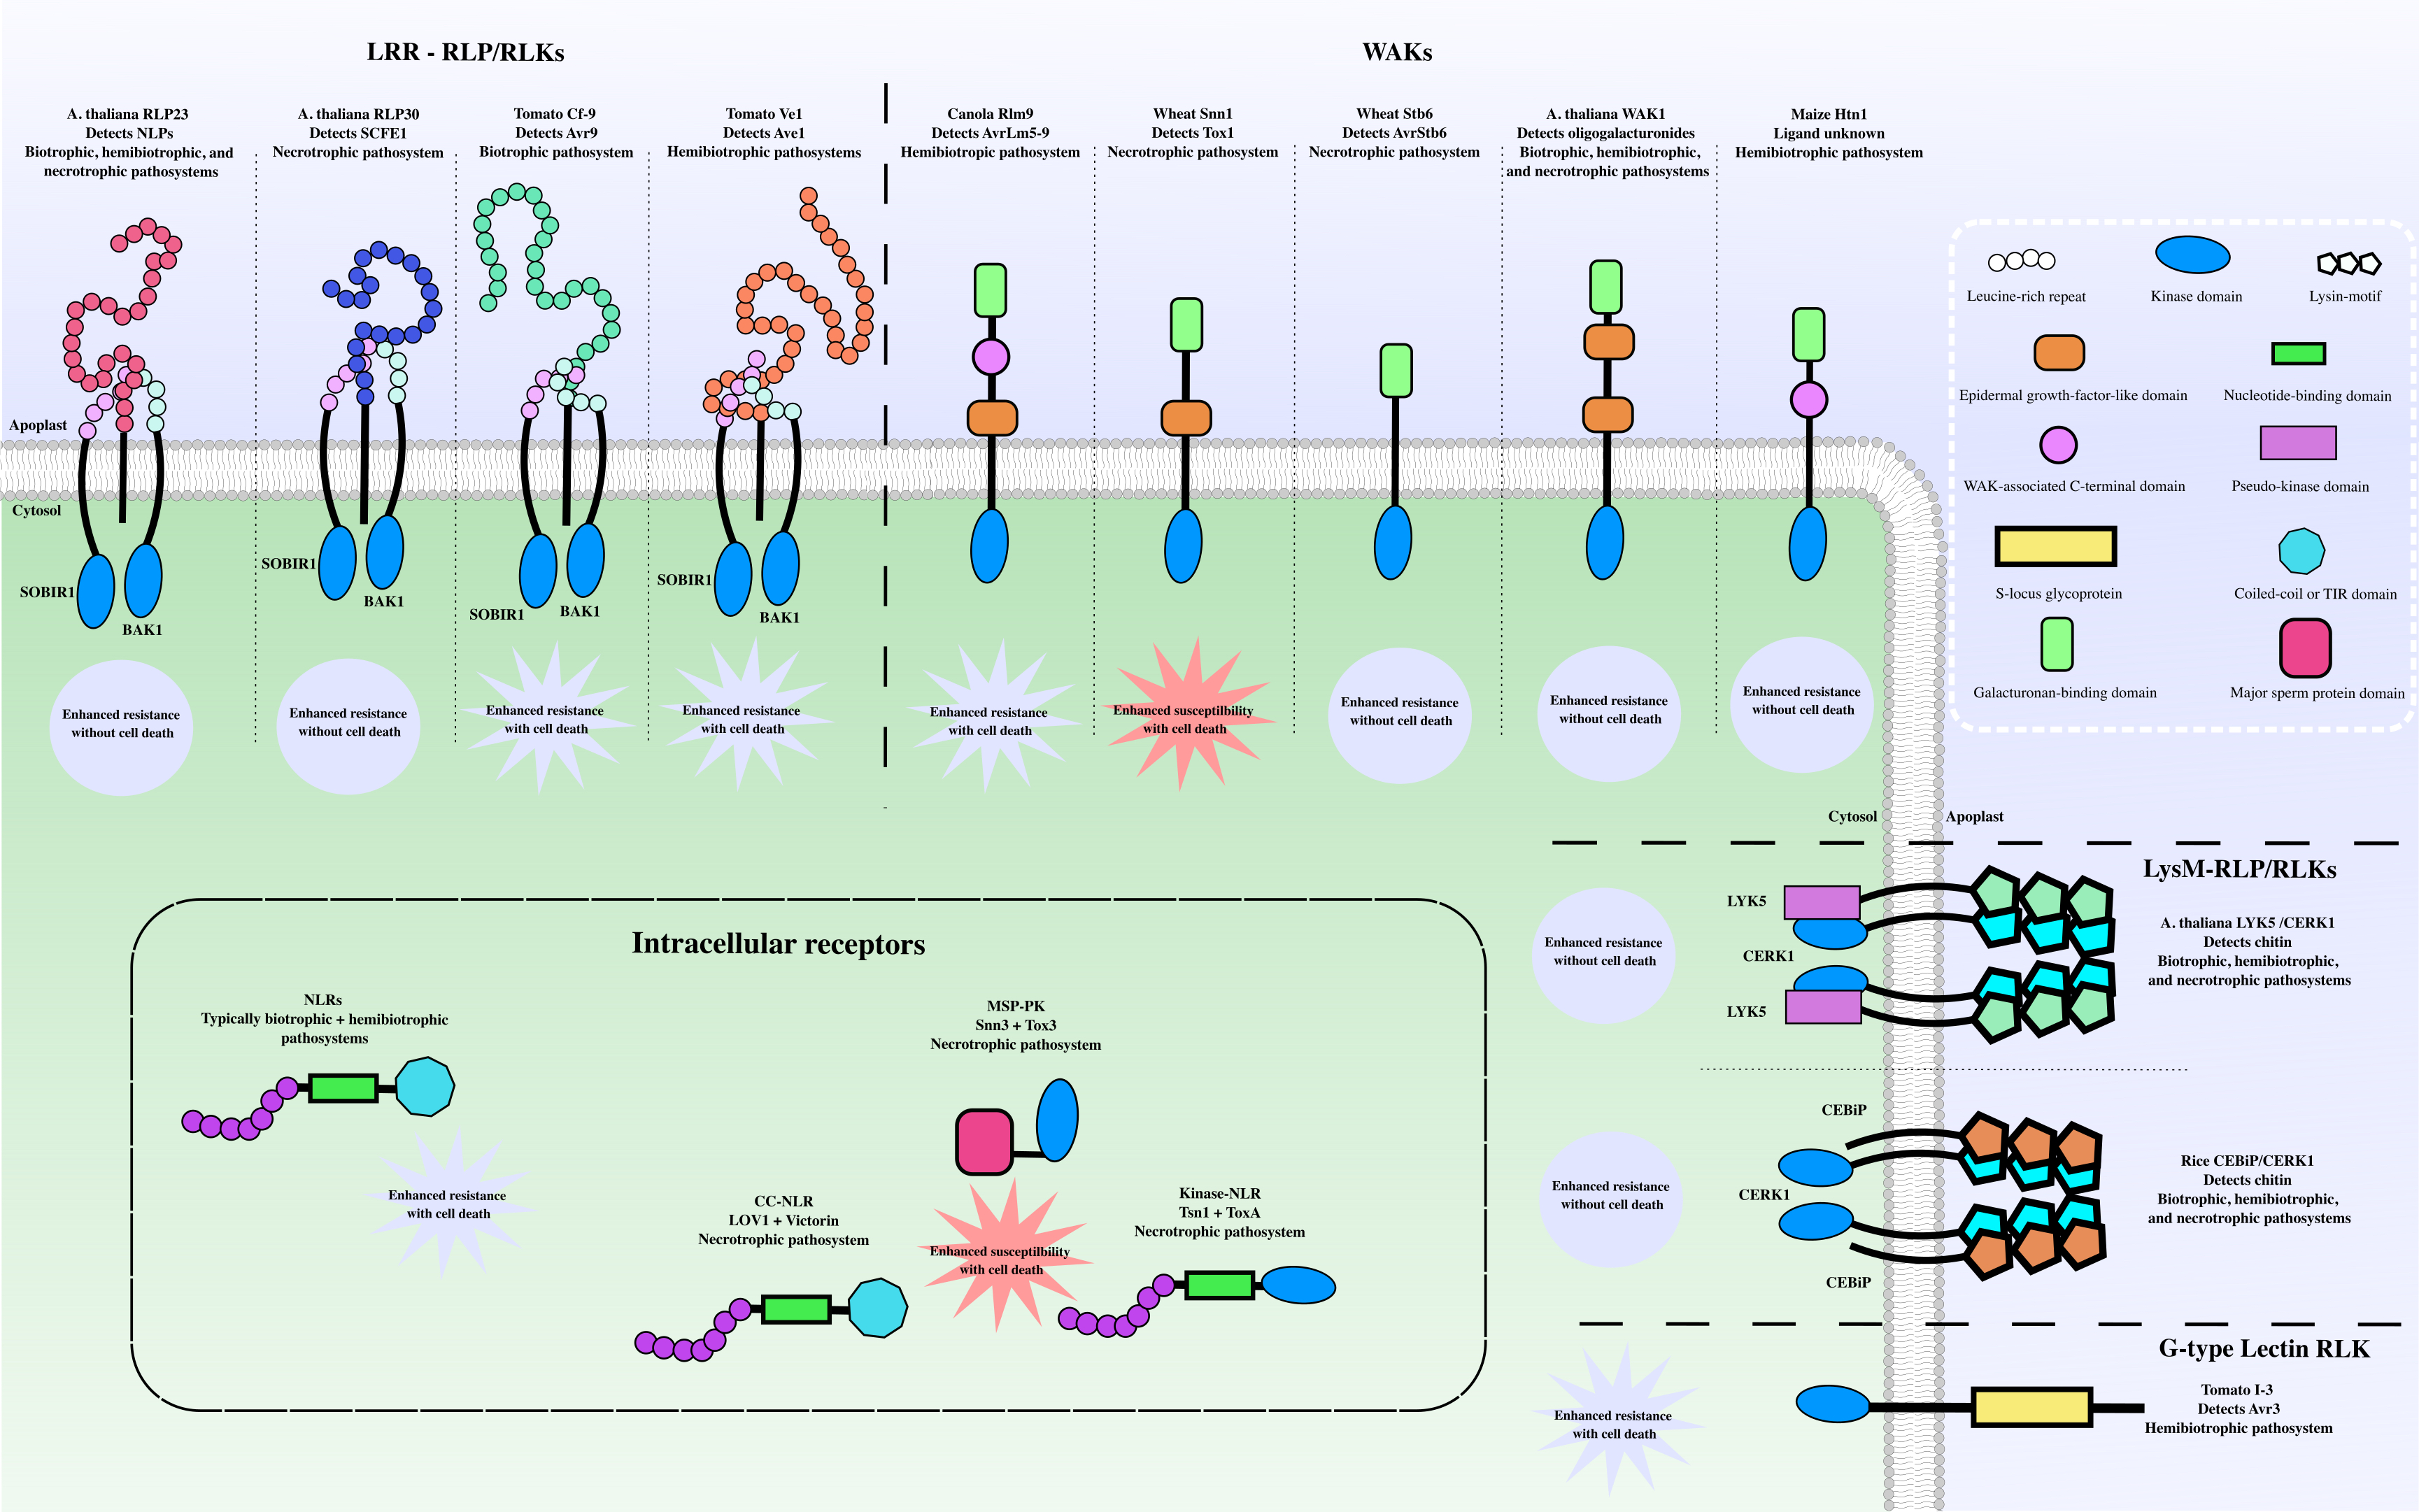 LRR - RLP/RLKs
WAKs
A. thaliana RLP23
Detects NLPs
Biotrophic, hemibiotrophic, and
necrotrophic pathosystems
A. thaliana RLP30
Detects SCFE1
Necrotrophic pathosystem
Tomato Cf-9
Detects Avr9
Biotrophic pathosystem
Tomato Ve1
Detects Ave1
Hemibiotrophic pathosystems
Canola Rlm9
Detects AvrLm5-9
Hemibiotropic pathosystem
Wheat Snn1
Detects Tox1
Necrotrophic pathosystem
Wheat Stb6
Detects AvrStb6
Necrotrophic pathosystem
A. thaliana WAK1
Detects oligogalacturonides
Biotrophic, hemibiotrophic,
and necrotrophic pathosystems
Maize Htn1
Ligand unknown
Hemibiotrophic pathosystem
Leucine-rich repeat
Kinase domain
Lysin-motif
Epidermal growth-factor-like domain
Nucleotide-binding domain
WAK-associated C-terminal domain
Pseudo-kinase domain
S-locus glycoprotein
Coiled-coil or TIR domain
Galacturonan-binding domain
Major sperm protein domain
Apoplast
Cytosol
SOBIR1
BAK1
SOBIR1
BAK1
SOBIR1
BAK1
SOBIR1
BAK1
Enhanced resistance
without cell death
Enhanced resistance
without cell death
Enhanced resistance
with cell death
Enhanced resistance
with cell death
Enhanced resistance
with cell death
Enhanced susceptilbility
with cell death
Enhanced resistance
without cell death
Enhanced resistance
without cell death
Enhanced resistance
without cell death
Cytosol
Apoplast
LysM-RLP/RLKs
Enhanced resistance
without cell death
LYK5
CERK1
LYK5
A. thaliana LYK5 /CERK1
Detects chitin
Biotrophic, hemibiotrophic,
and necrotrophic pathosystems
Enhanced resistance
without cell death
CEBiP
CERK1
CEBiP
Rice CEBiP/CERK1
Detects chitin
Biotrophic, hemibiotrophic,
and necrotrophic pathosystems
G-type Lectin RLK
Enhanced resistance
with cell death
Tomato I-3
Detects Avr3
Hemibiotrophic pathosystem
Intracellular receptors
NLRs
Typically biotrophic + hemibiotrophic
pathosystems
Enhanced resistance
with cell death
MSP-PK
Snn3 + Tox3
Necrotrophic pathosystem
CC-NLR
LOV1 + Victorin
Necrotrophic pathosystem
Enhanced susceptilbility
with cell death
Kinase-NLR
Tsn1 + ToxA
Necrotrophic pathosystem